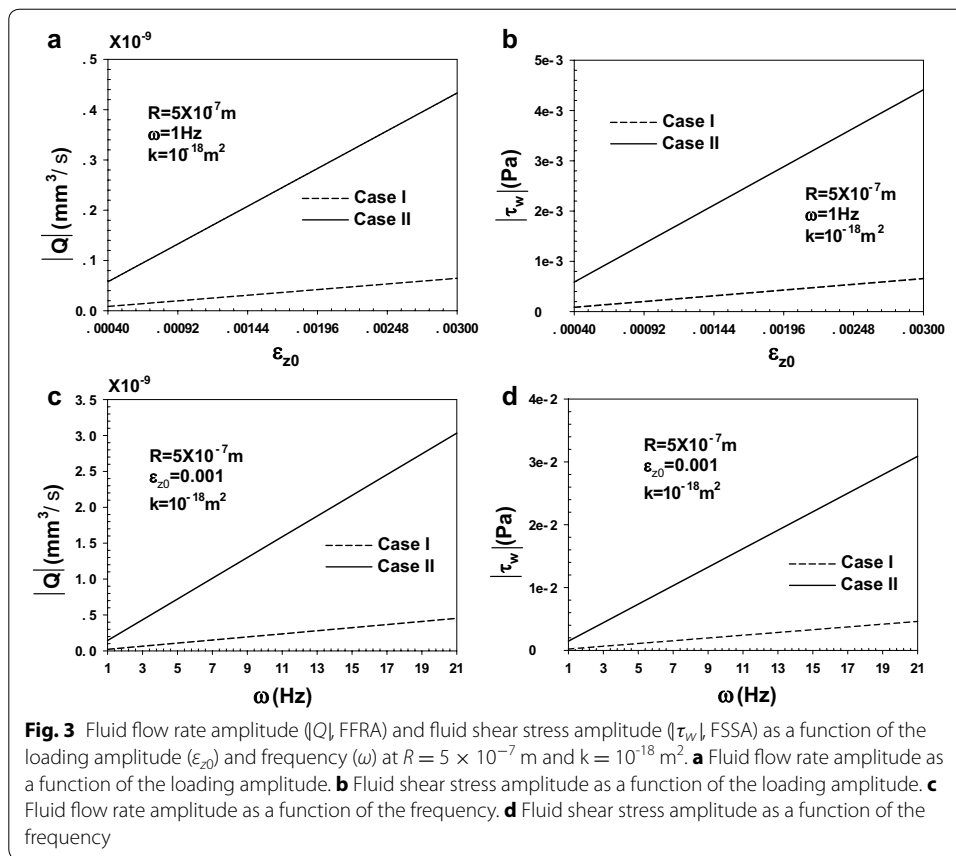 a
X10-9
.5
.4
.3
.2
.1
0.0
|Q| (mm3/s)
R=5X10-7m
ω=1Hz
k=10-18m2
Case I
Case II
.00040 .00092 .00144 .00196 .00248 .00300
εz0
b
5e-3
4e-3
3e-3
2e-3
1e-3
0
|τw|(Pa)
Case I
Case II
R=5X10-7m
ω=1Hz
k=10-18m2
.00040 .00092 .00144 .00196 .00248 .00300
εz0
c
X10-9
3.5
3.0
2.5
2.0
1.5
1.0
.5
0.0
|Q| (mm3/s)
R=5X10-7m
εz0=0.001
k=10-18m2
Case I
Case II
1 3 5 7 9 11 13 15 17 19 21
ω (Hz)
d
4e-2
3e-2
2e-2
1e-2
0
|τw|(Pa)
R=5X10-7m
εz0=0.001
k=10-18m2
Case I
Case II
1 3 5 7 9 11 13 15 17 19 21
ω (Hz)
Fig. 3 Fluid flow rate amplitude (|Q|, FFRA) and fluid shear stress amplitude (|τw|, FSSA) as a function of the
loading amplitude (εz0) and frequency (ω) at R = 5 × 10−7 m and k = 10-18 m2. a Fluid flow rate amplitude as
a function of the loading amplitude. b Fluid shear stress amplitude as a function of the loading amplitude. c
Fluid flow rate amplitude as a function of the frequency. d Fluid shear stress amplitude as a function of the
frequency